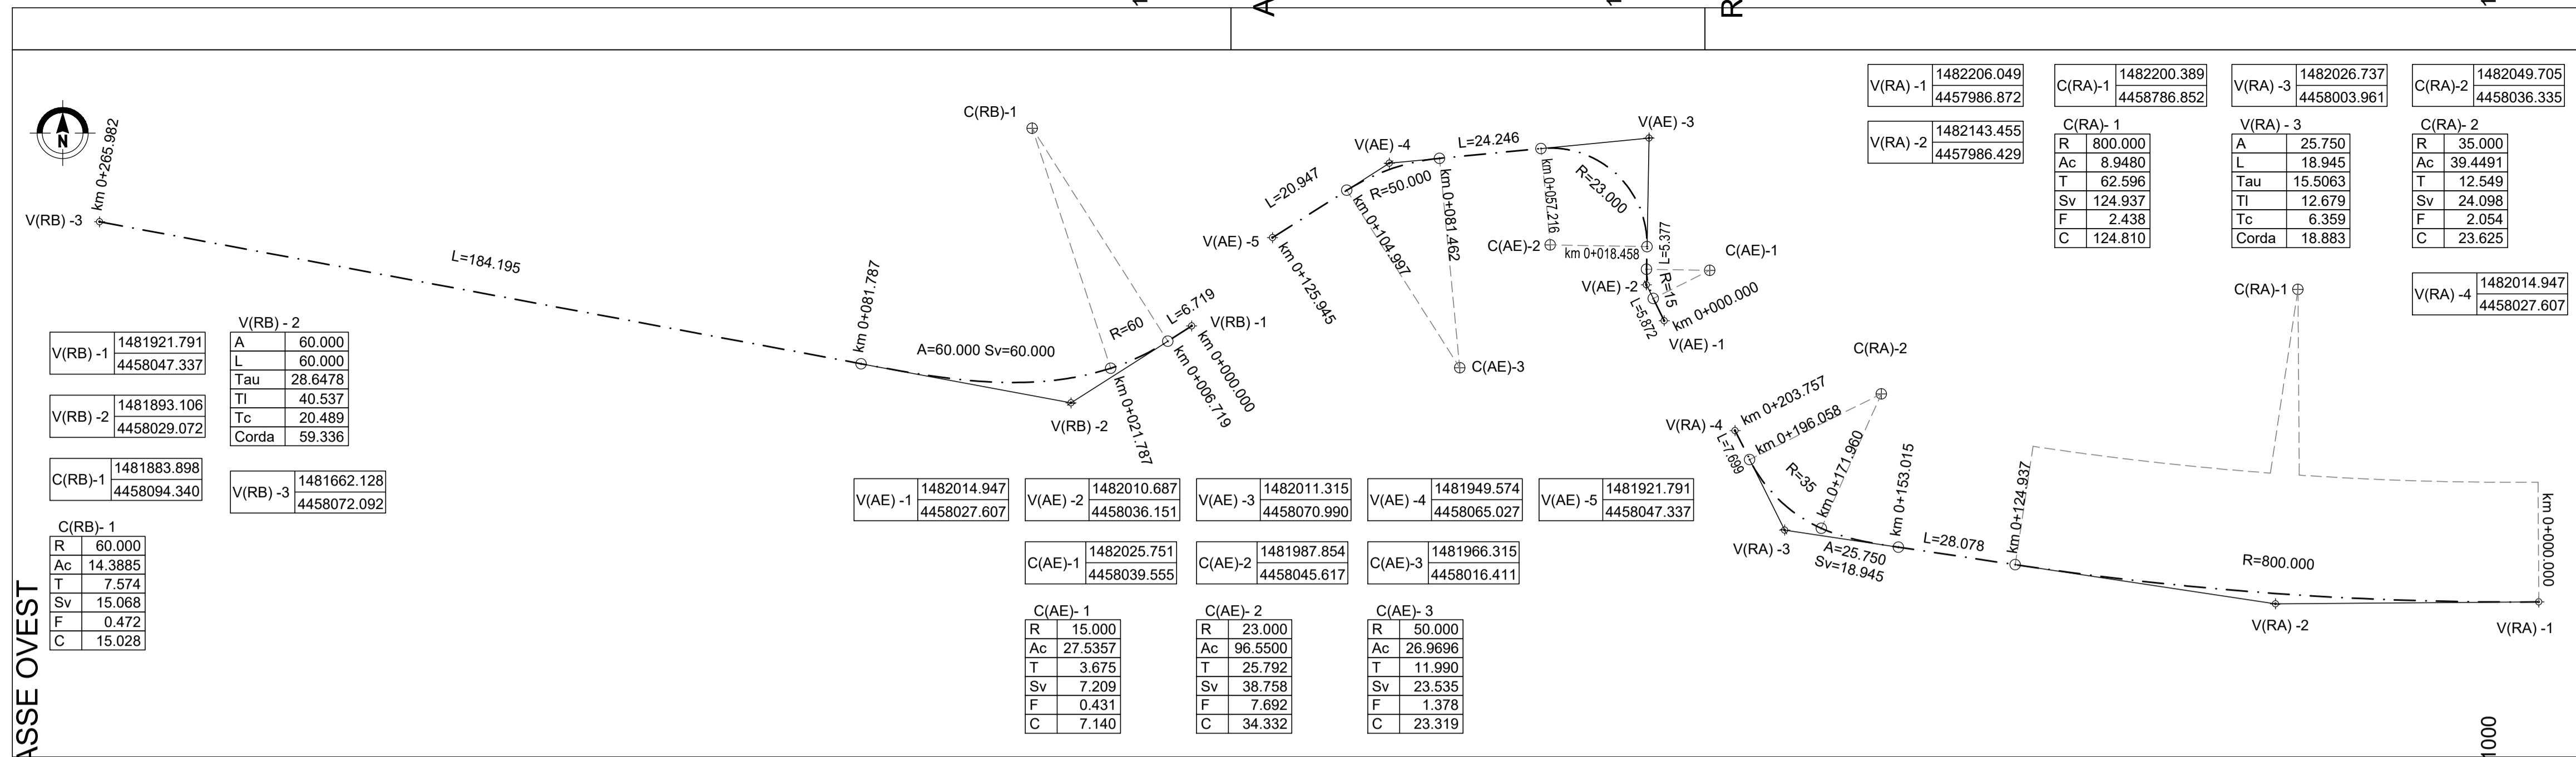 A
R
N
km 0+265.982
V(RB) -3
L=184.195
km 0+081.787
A=60.000 Sv=60.000
C(RB)-1
R=60
L=6.719
V(RB) -1
km 0+000.000
km 0+006.719
km 0+021.787
V(RB) -2
V(RB) -1 1481921.791
4458047.337
V(RB) -2 1481893.106
4458029.072
C(RB)-1 1481883.898
4458094.340
V(RB) -3 1481662.128
4458072.092
V(RB) - 2
A 60.000
L 60.000
Tau 28.6478
Tl 40.537
Tc 20.489
Corda 59.336
C(RB)- 1
R 60.000
Ac 14.3885
T 7.574
Sv 15.068
F 0.472
C 15.028
ASSE OVEST
L=20.947
V(AE) -5
km 0+125.945
V(AE) -4
R=50.000
km 0+104.997
L=24.246
km 0+081.462
C(AE)-3
km 0+057.216
V(AE) -3
R=23.000
C(AE)-2
km 0+018.458
L=5.377
C(AE)-1
V(AE) -2
R=15
L=5.872
km 0+000.000
V(AE) -1
V(AE) -1 1482014.947
4458027.607
V(AE) -2 1482010.687
4458036.151
V(AE) -3 1482011.315
4458070.990
V(AE) -4 1481949.574
4458065.027
V(AE) -5 1481921.791
4458047.337
C(AE)-1 1482025.751
4458039.555
C(AE)-2 1481987.854
4458045.617
C(AE)-3 1481966.315
4458016.411
C(AE)- 1
R 15.000
Ac 27.5357
T 3.675
Sv 7.209
F 0.431
C 7.140
C(AE)- 2
R 23.000
Ac 96.5500
T 25.792
Sv 38.758
F 7.692
C 34.332
C(AE)- 3
R 50.000
Ac 26.9696
T 11.990
Sv 23.535
F 1.378
C 23.319
V(RA) -1 1482206.049
4457986.872
V(RA) -2 1482143.455
4457986.429
C(RA)-1 1482200.389
4458786.852
V(RA) -3 1482026.737
4458003.961
C(RA)-2 1482049.705
4458036.335
C(RA)- 1
R 800.000
Ac 8.9480
T 62.596
Sv 124.937
F 2.438
C 124.810
V(RA) - 3
A 25.750
L 18.945
Tau 15.5063
Tl 12.679
Tc 6.359
Corda 18.883
C(RA)- 2
R 35.000
Ac 39.4491
T 12.549
Sv 24.098
F 2.054
C 23.625
V(RA) -4 1482014.947
4458027.607
C(RA)-1
C(RA)-2
km 0+203.757
V(RA) -4
km 0+196.058
L=7.699
R=35
km 0+171.960
km 0+153.015
V(RA) -3
A=25.750
Sv=18.945
L=28.078
km 0+124.937
R=800.000
km 0+000.000
V(RA) -2
V(RA) -1
1000